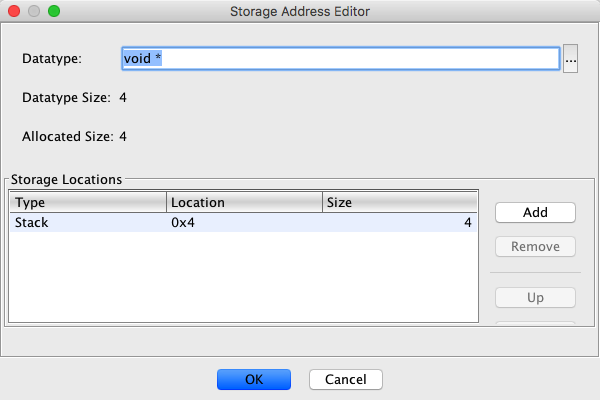 Storage Address Editor
Datatype: void * ...
Datatype Size: 4
Allocated Size: 4
Storage Locations
Type Location Size
Stack 0x4 4
Add
Remove
Up
OK Cancel